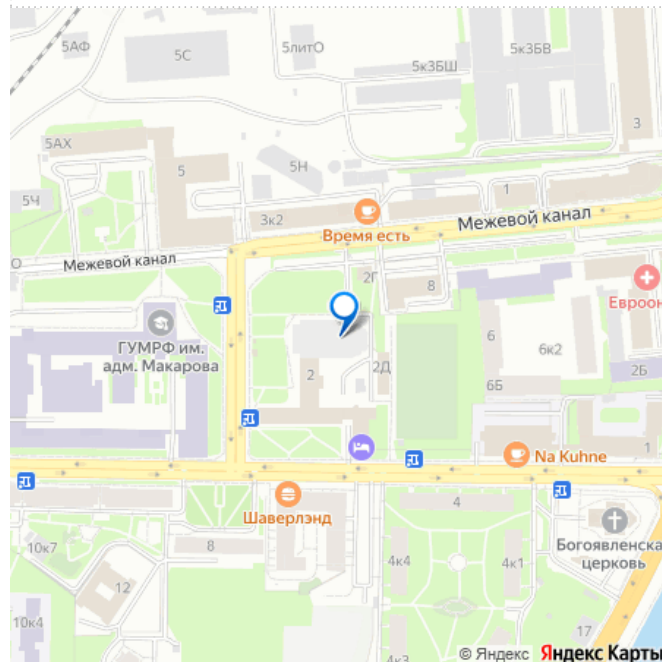 5АФ
5С
5литО
5к3БВ
5к3БШ
3
5АХ
5
5Н
5Ч
3к2
1
Межевой канал
Время есть
О
Межевой канал
2Г
8
Евроон
ГУМРФ им.
адм. Макарова
2
2Д
6
6к2
6Б
2Б
1
Na Kuhne
Шаверлэнд
4
8
10к7
12
4к4
4к1
Богоявленска
церковь
10к4
17
4к3
© Яндекс Яндекс Карты